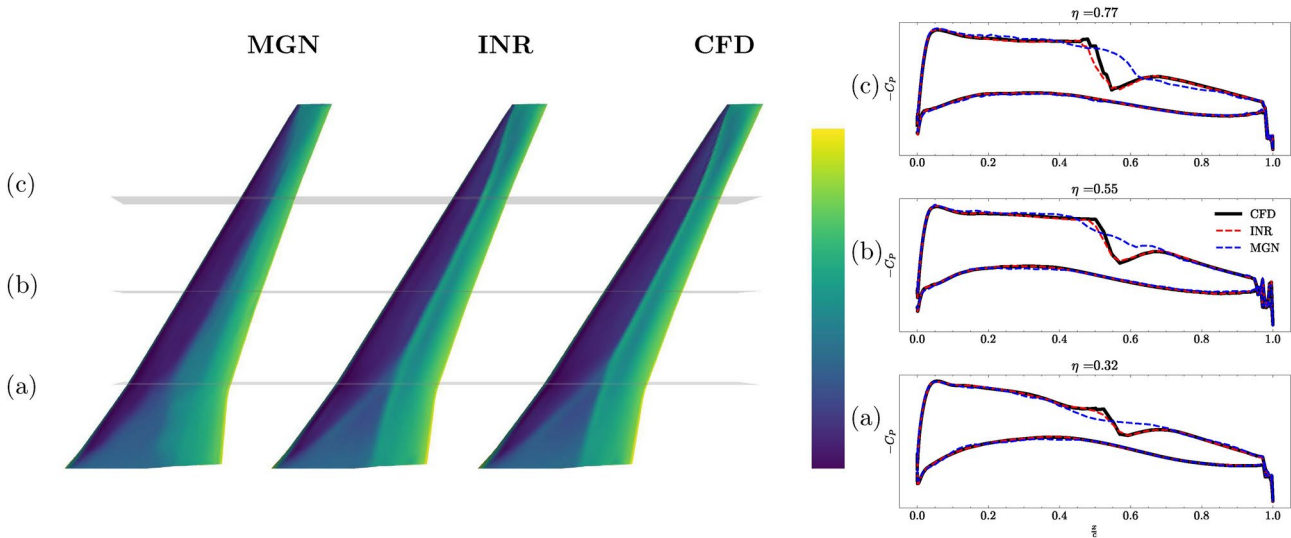 MGN INR CFD
(c)
(b)
(a)
η =0.77
(c)
−C_P
0.0 0.2 0.4 0.6 0.8 1.0
η =0.55
CFD
INR
MGN
(b)
−C_P
0.0 0.2 0.4 0.6 0.8 1.0
η =0.32
(a)
−C_P
0.0 0.2 0.4 0.6 0.8 1.0